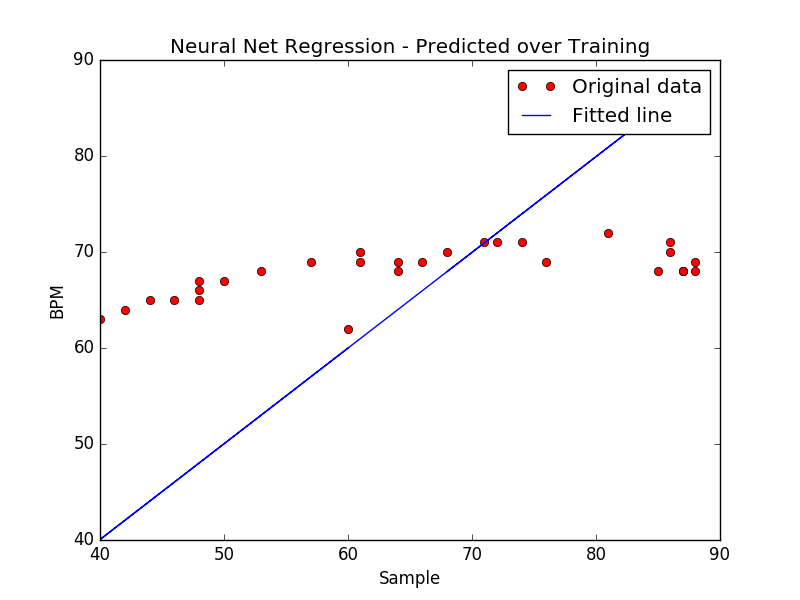 Neural Net Regression - Predicted over Training
Original data
Fitted line
90
80
70
60
50
40
BPM
40 50 60 70 80 90
Sample